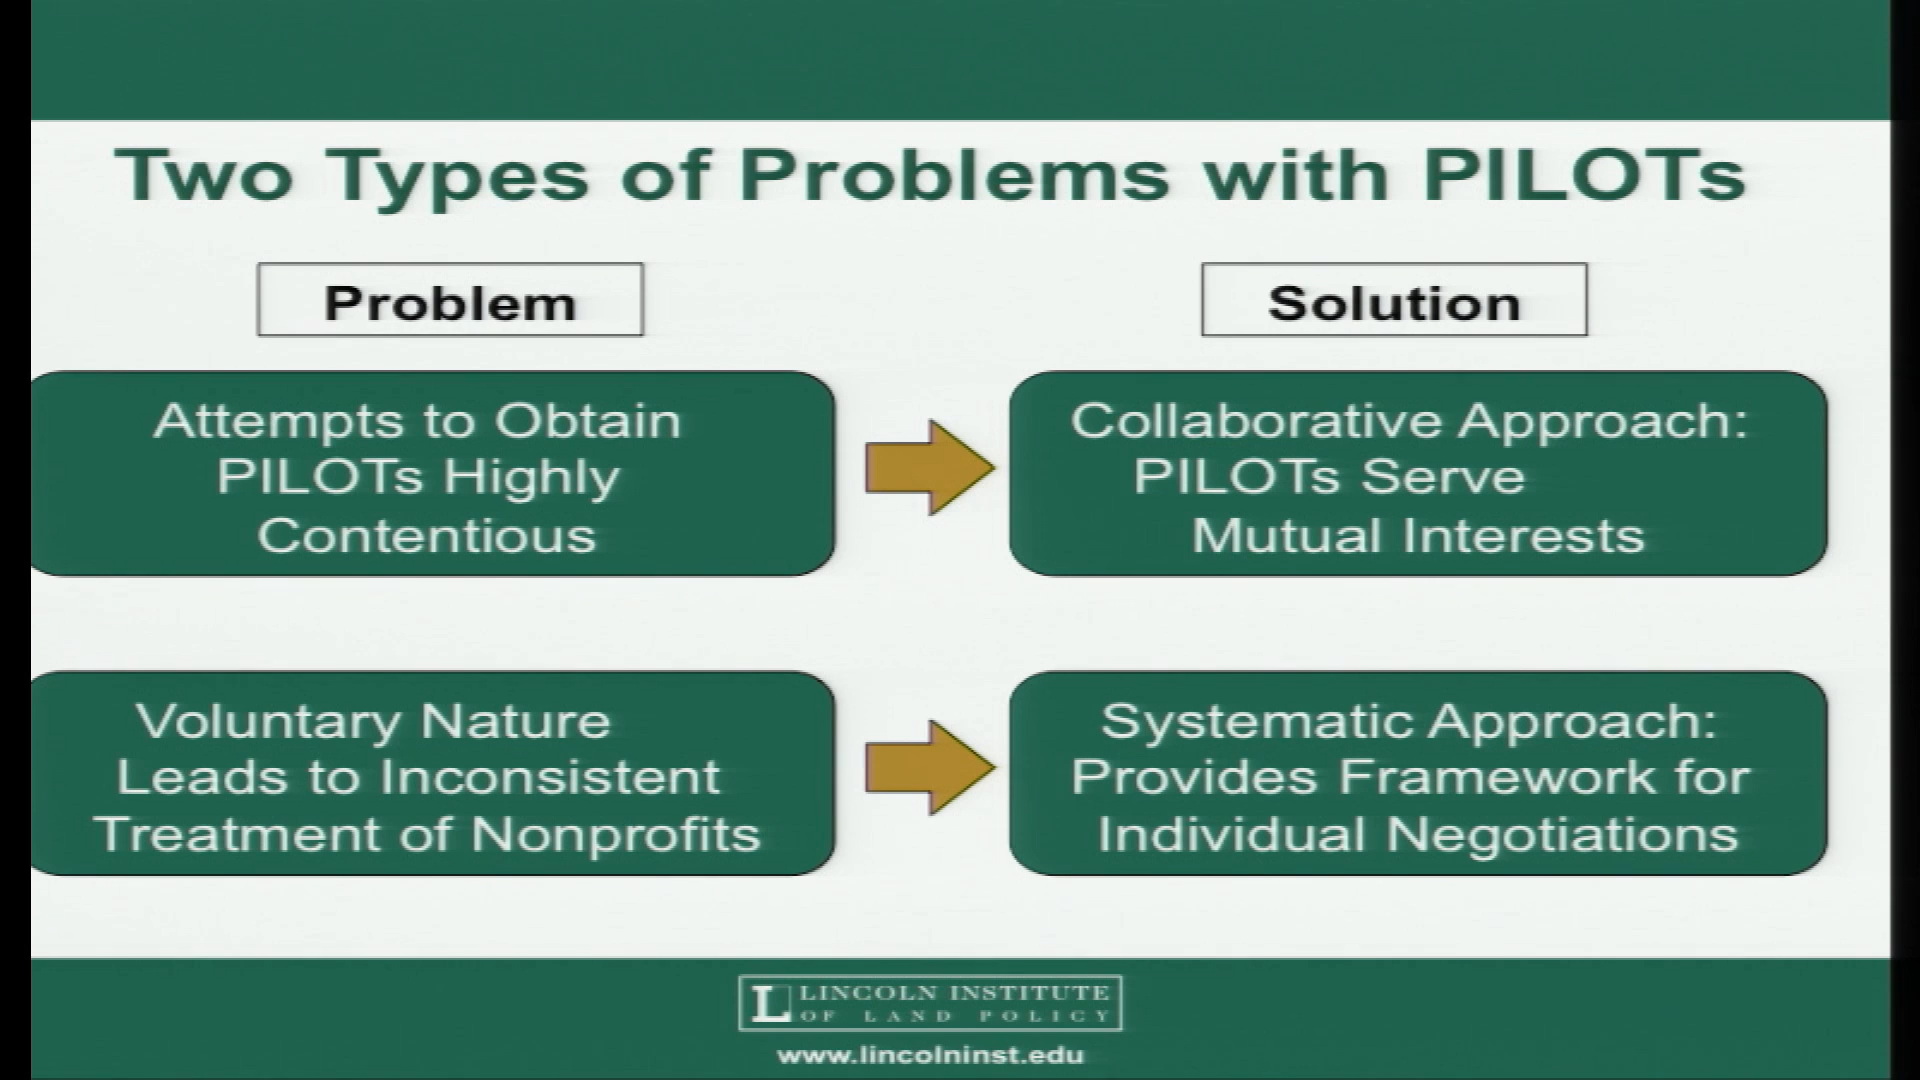 Two Types of Problems with PILOTs
Problem
Solution
Attempts to Obtain
PILOTs Highly
Contentious
Collaborative Approach:
PILOTs Serve
Mutual Interests
Voluntary Nature
Leads to Inconsistent
Treatment of Nonprofits
Systematic Approach:
Provides Framework for
Individual Negotiations
L LINCOLN INSTITUTE
OF LAND POLICY
www.lincolninst.edu